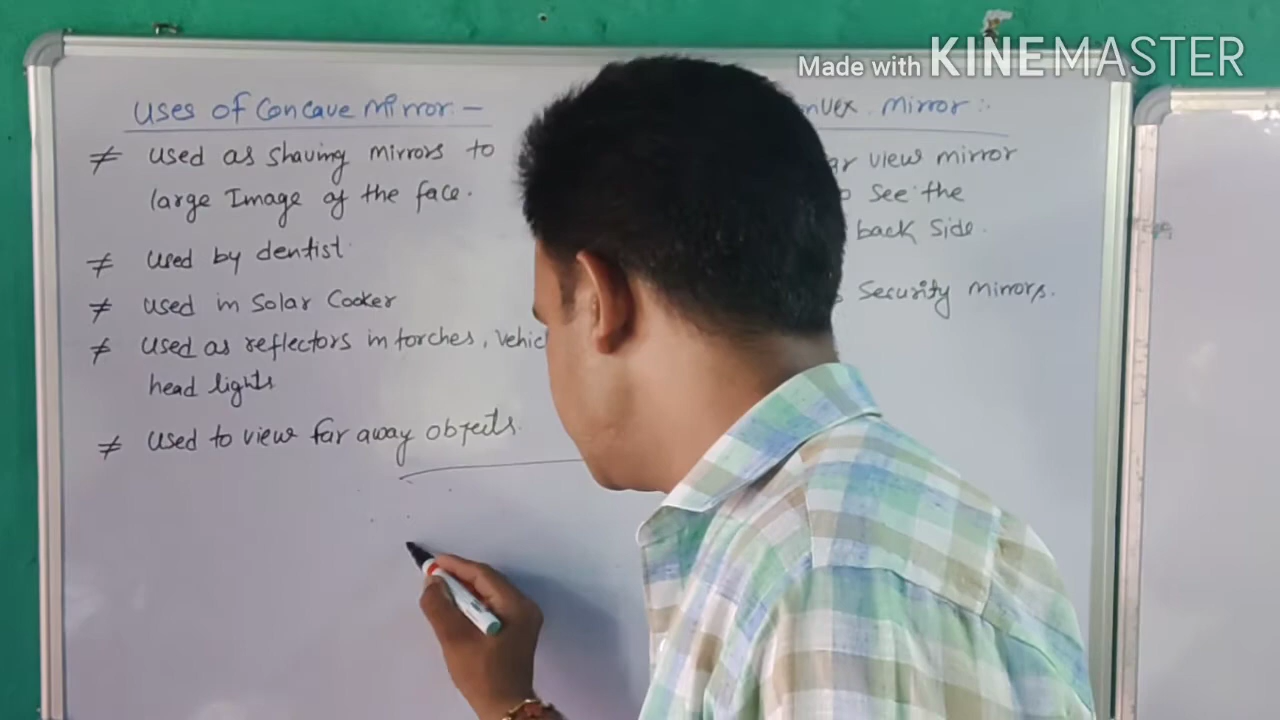 Made with KINEMASTER
Uses of Concave Mirror:-
≠ Used as Shaving mirrors to
large Image of the face.
≠ Used by dentist.
≠ Used in Solar Cooker
≠ Used as reflectors in torches, vehic
head lights
≠ Used to view far away objects.
nvex Mirror:-
ar view mirror
o See the
back Side.
s Security mirrors.